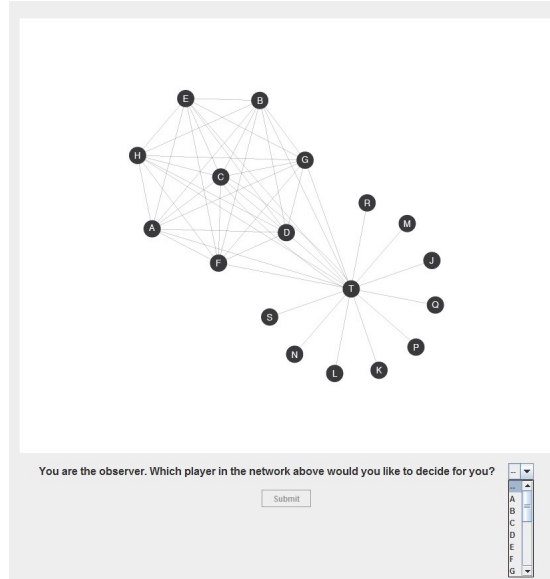 E
B
H
G
C
R
M
A
D
J
F
T
Q
S
P
N
L
K
You are the observer. Which player in the network above would you like to decide for you?
--
Submit
--
A
B
C
D
E
F
G